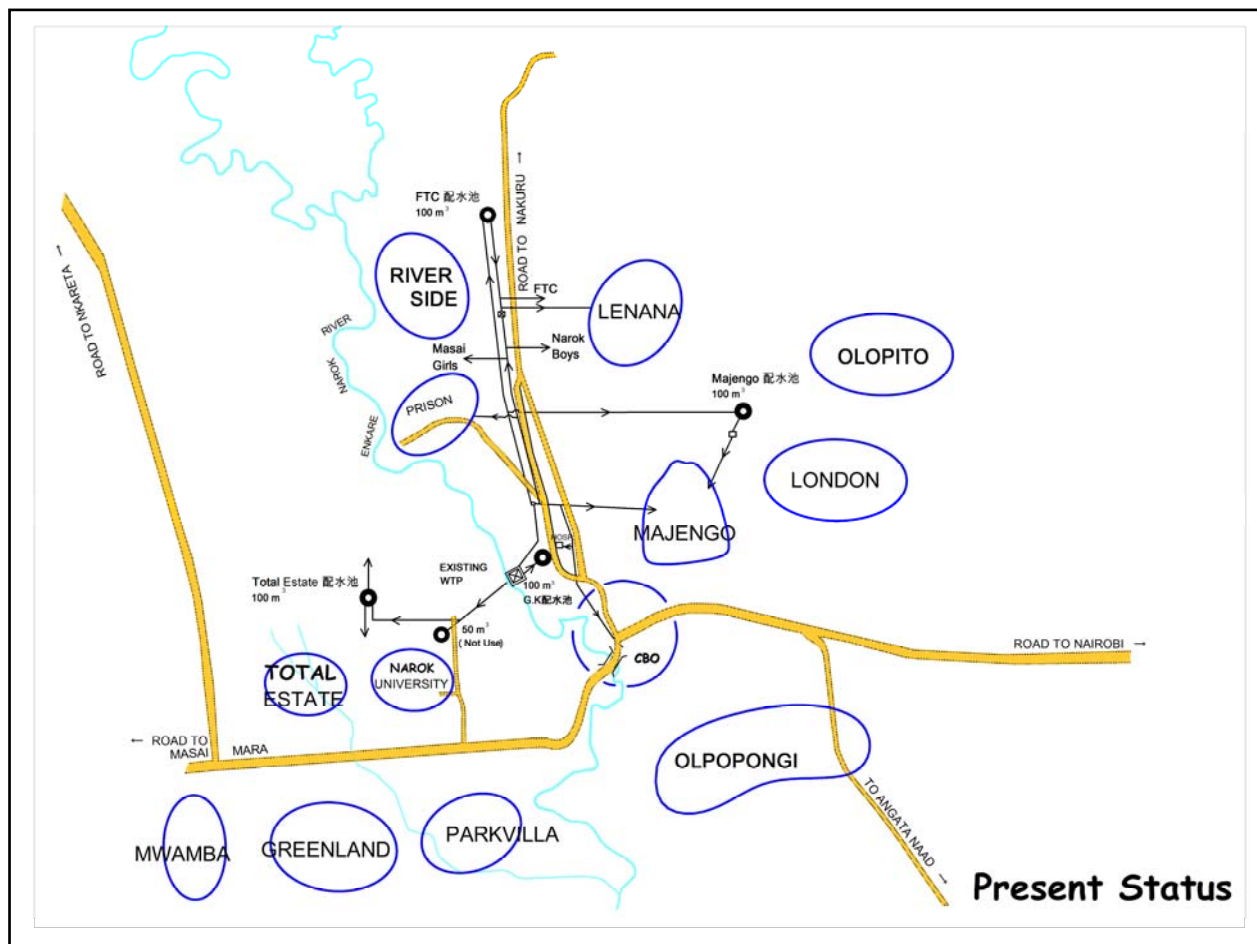 FTC 配水池
100 m³
ROAD TO NAKURU →
ROAD TO NKARETA →
RIVER
SIDE
FTC
LENANA
RIVER
NAROK
ENKARE
Masai
Girls
Narok
Boys
OLOPITO
Majengo 配水池
100 m³
PRISON
LONDON
MAJENGO
HOSP
EXISTING
WTP
100 m³
G.K配水池
Total Estate 配水池
100 m³
50 m³
( Not Use)
CBO
ROAD TO NAIROBI →
TOTAL
ESTATE
NAROK
UNIVERSITY
← ROAD TO
MASAI
MARA
OLPOPONGI
TO ANGATA NAAD →
MWAMBA
GREENLAND
PARKVILLA
Present Status